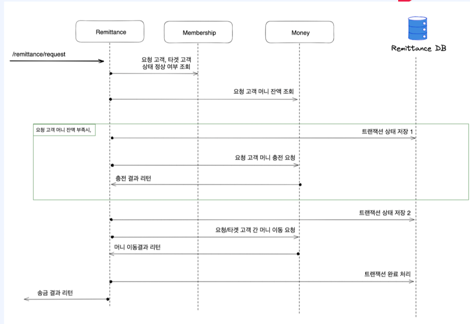 Remittance
Membership
Money
Remittance DB
/remittance/request
요청 고객, 타겟 고객
상태 정상 여부 조회
요청 고객 머니 잔액 조회
요청 고객 머니 잔액 부족시,
트랜잭션 상태 저장 1
요청 고객 머니 충전 요청
충전 결과 리턴
트랜잭션 상태 저장 2
요청/타겟 고객 간 머니 이동 요청
머니 이동결과 리턴
트랜잭션 완료 처리
송금 결과 리턴